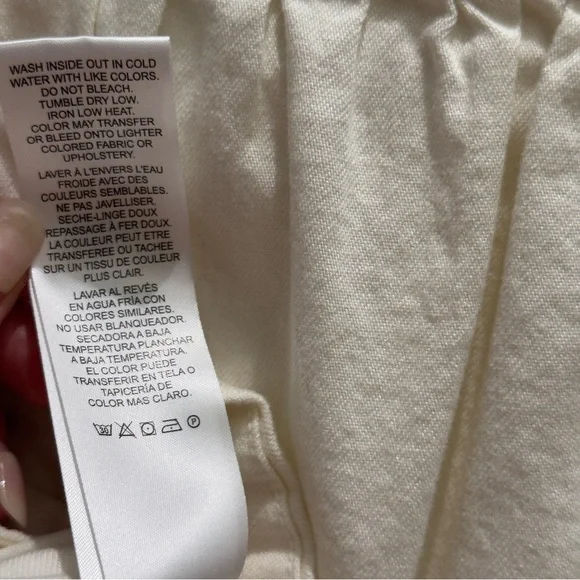 WASH INSIDE OUT IN COLD
WATER WITH LIKE COLORS.
DO NOT BLEACH.
TUMBLE DRY LOW.
IRON LOW HEAT.
COLOR MAY TRANSFER
OR BLEED ONTO LIGHTER
COLORED FABRIC OR
UPHOLSTERY.
LAVER À L'ENVERS L'EAU
FROIDE AVEC DES
COULEURS SEMBLABLES.
NE PAS JAVELLISER.
SECHE-LINGE DOUX
REPASSAGE À FER DOUX.
LA COULEUR PEUT ETRE
TRANSFEREE OU TACHEE
SUR UN TISSU DE COULEUR
PLUS CLAIR.
LAVAR AL REVÉS
EN AGUA FRÍA CON
COLORES SIMILARES.
NO USAR BLANQUEADOR.
SECADORA A BAJA
TEMPERATURA PLANCHAR
A BAJA TEMPERATURA.
EL COLOR PUEDE
TRANSFERIR EN TELA O
TAPICERÍA DE
COLOR MAS CLARO.
30 P